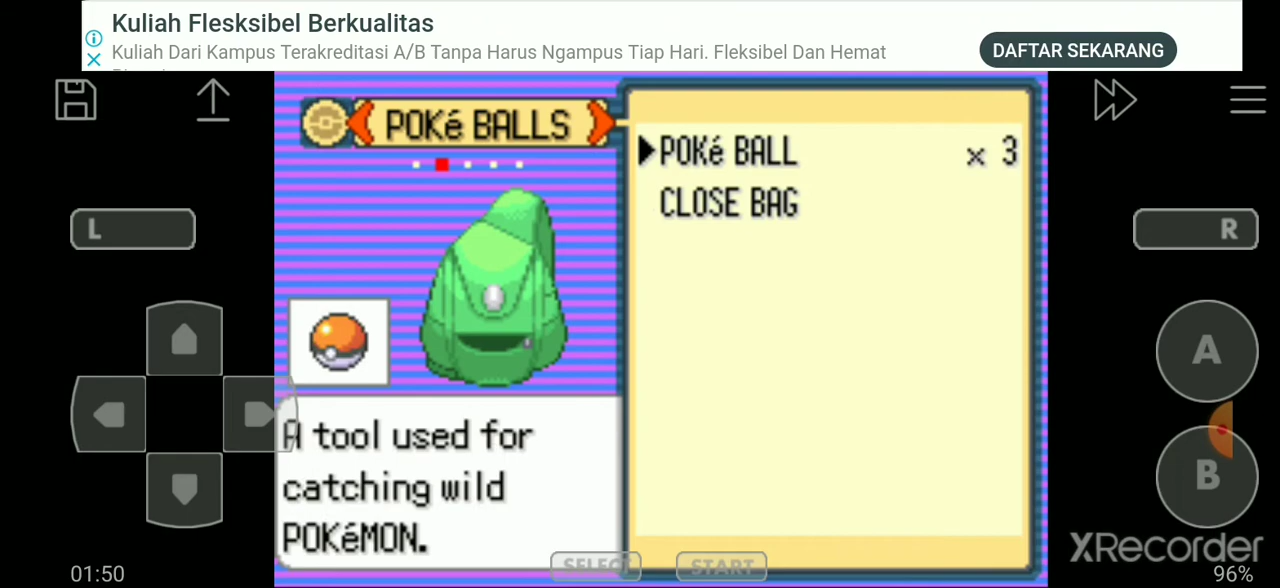 Kuliah Flesksibel Berkualitas
Kuliah Dari Kampus Terakreditasi A/B Tanpa Harus Ngampus Tiap Hari. Fleksibel Dan Hemat
DAFTAR SEKARANG
POKé BALLS
POKé BALL × 3
CLOSE BAG
L
R
A
B
A tool used for
catching wild
POKéMON.
SELECT
START
XRecorder
01:50
96%